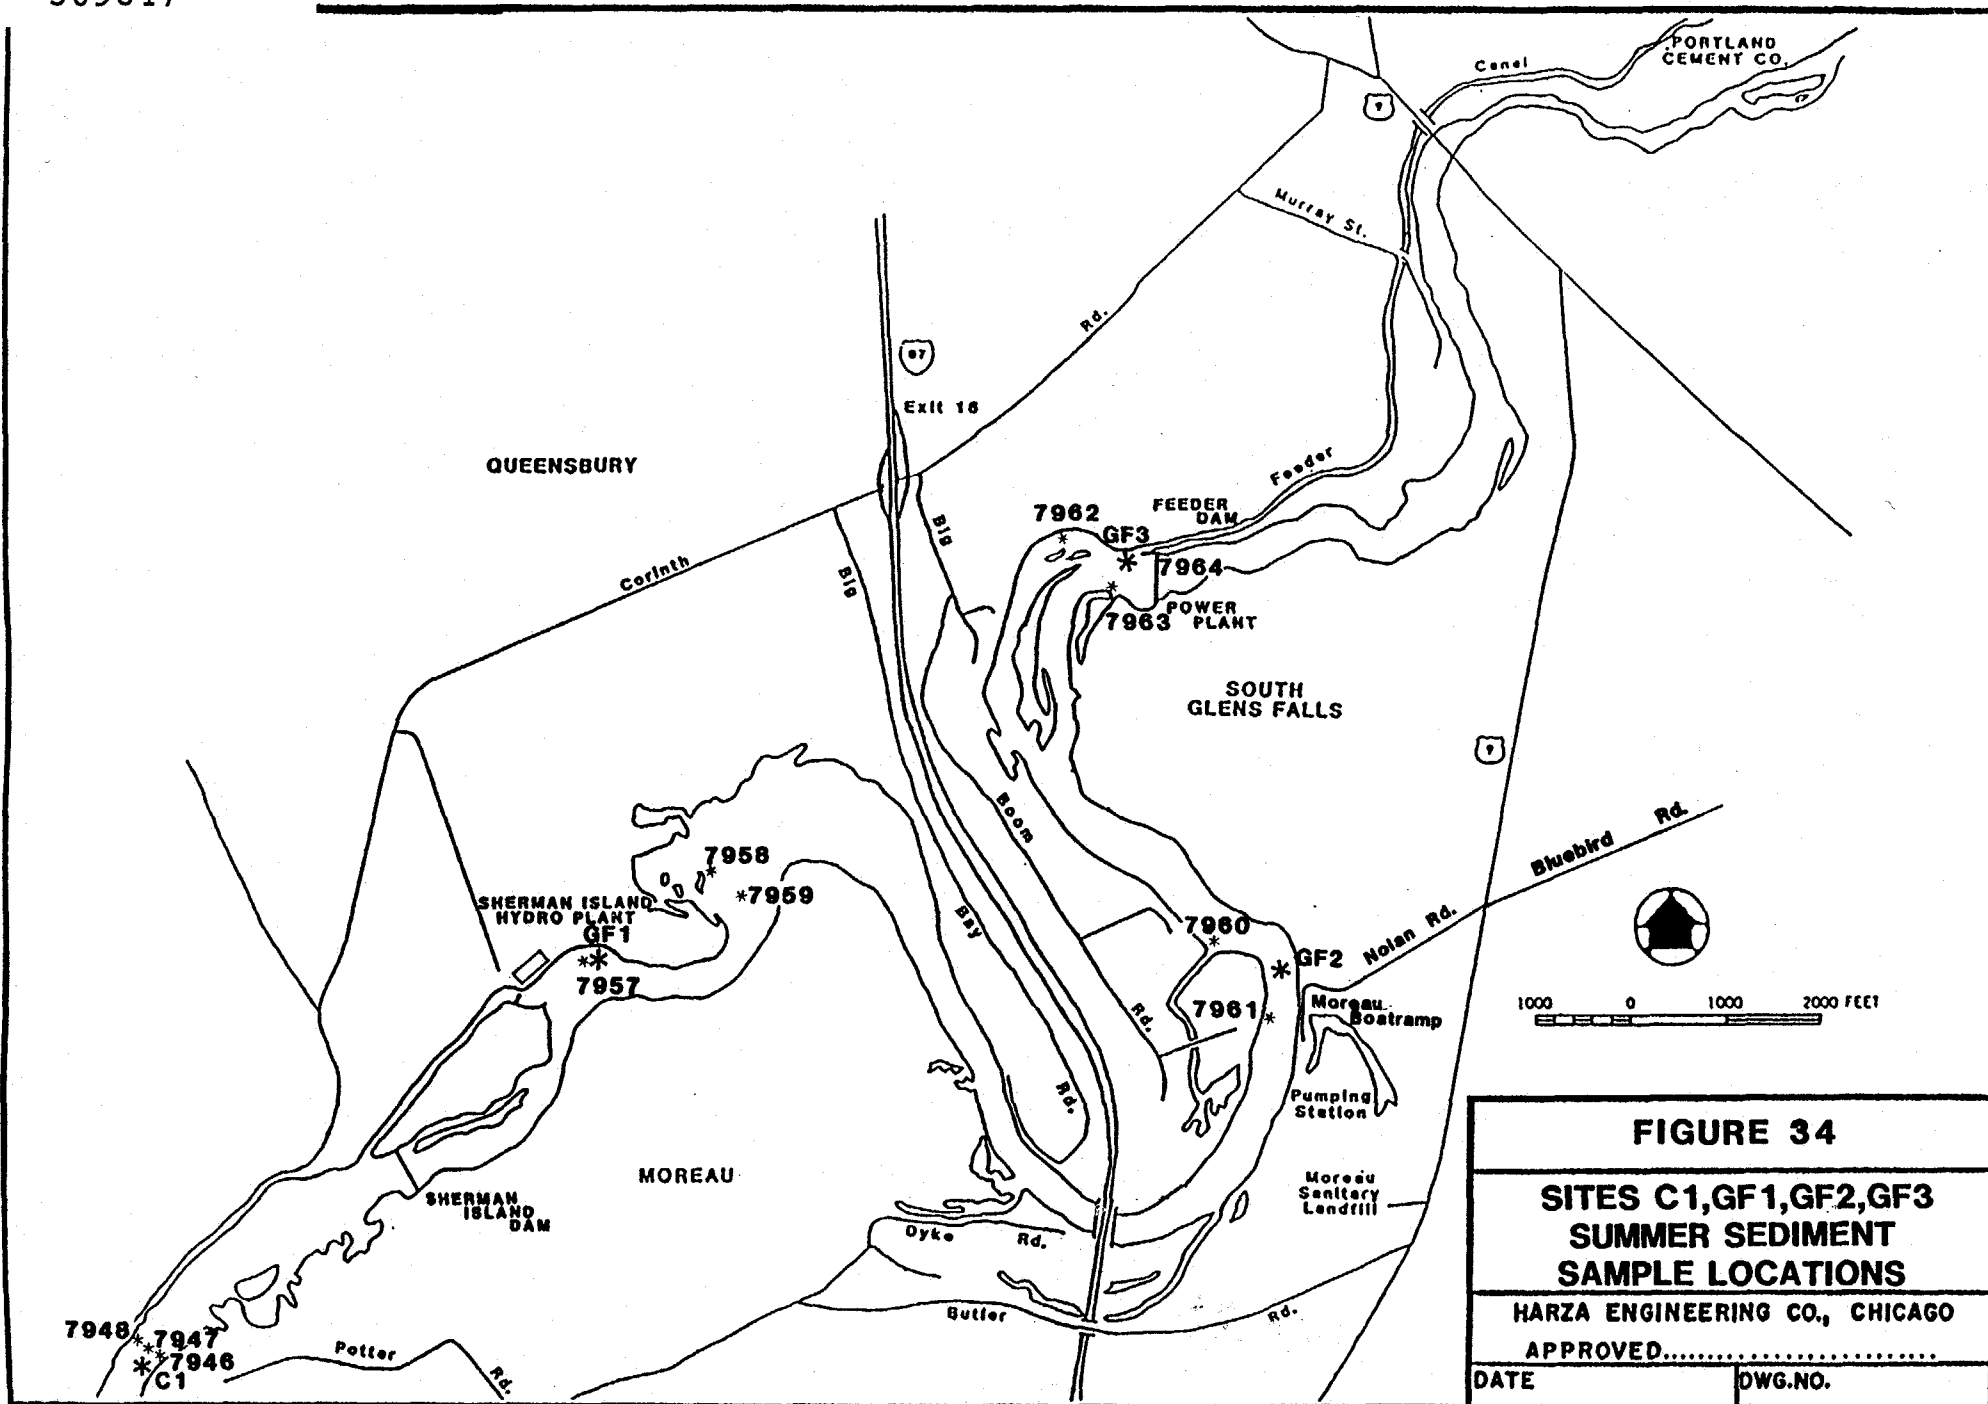 PORTLAND
CEMENT CO.
Canal
9
Murray St.
Rd.
87
Exit 16
QUEENSBURY
Feeder
FEEDER
DAM
7962
GF3
7964
Big
Corinth
Big
7963
POWER
PLANT
SOUTH
GLENS FALLS
9
Boom
Bluebird Rd.
7958
7959
SHERMAN ISLAND
HYDRO PLANT
GF1
7957
Bay
7960
GF2
Nolan Rd.
7961
Moreau
Boatramp
Rd.
1000 0 1000 2000 FEET
Rd.
Pumping
Station
MOREAU
SHERMAN
ISLAND
DAM
Moreau
Sanitary
Landfill
Dyke Rd.
Butler Rd.
7948
7947
7946
C1
Potter Rd.
FIGURE 34
SITES C1,GF1,GF2,GF3
SUMMER SEDIMENT
SAMPLE LOCATIONS
HARZA ENGINEERING CO., CHICAGO
APPROVED..........................
DATE
DWG.NO.